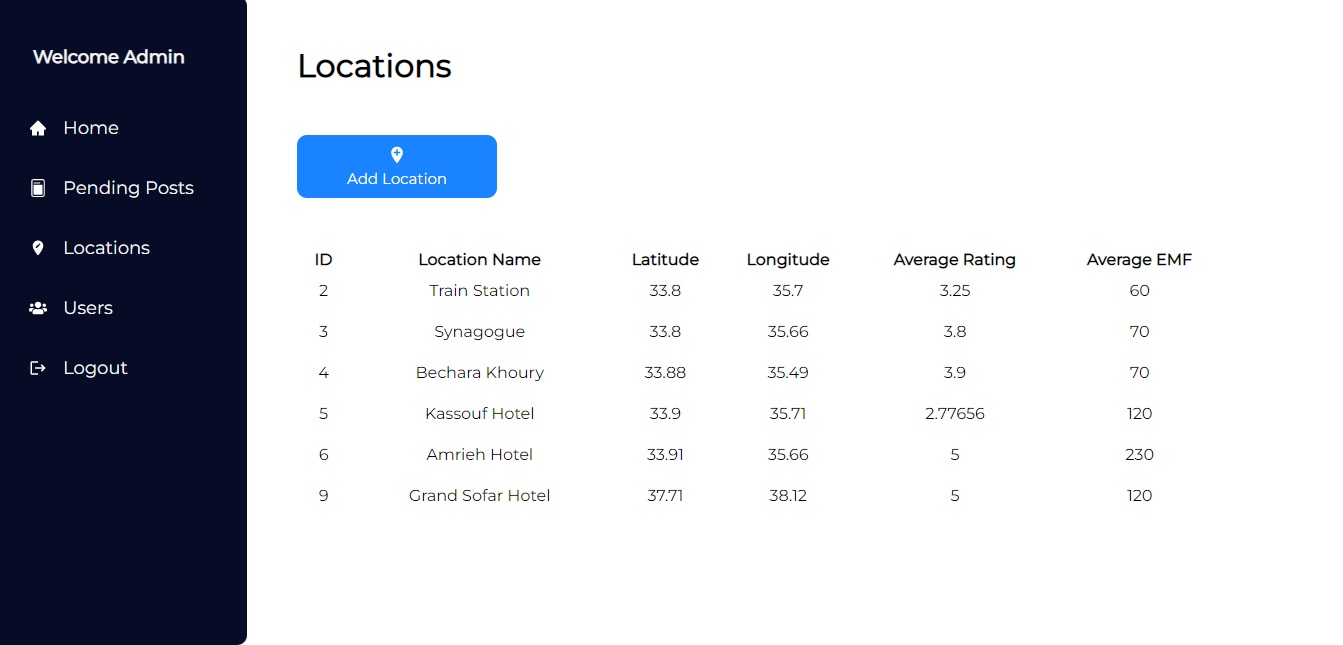 Welcome Admin
Home
Pending Posts
Locations
Users
Logout
Locations
Add Location
ID Location Name Latitude Longitude Average Rating Average EMF
2 Train Station 33.8 35.7 3.25 60
3 Synagogue 33.8 35.66 3.8 70
4 Bechara Khoury 33.88 35.49 3.9 70
5 Kassouf Hotel 33.9 35.71 2.77656 120
6 Amrieh Hotel 33.91 35.66 5 230
9 Grand Sofar Hotel 37.71 38.12 5 120